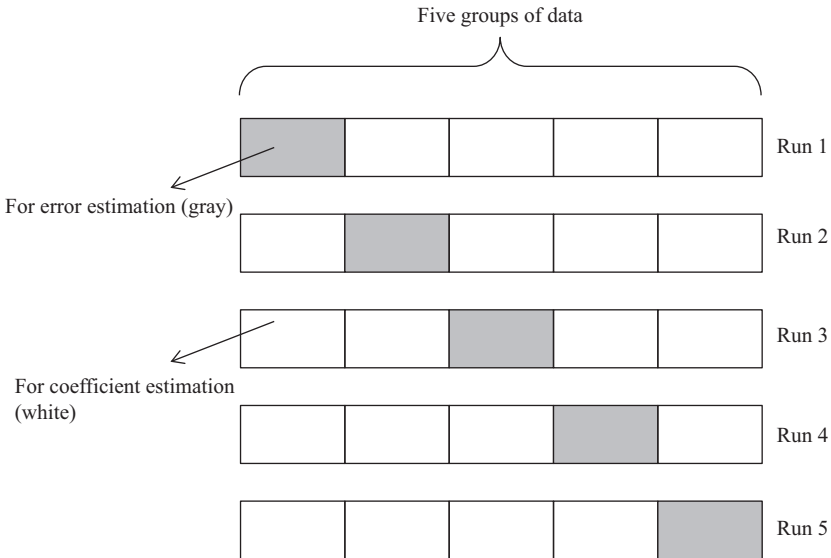 Five groups of data
Run 1
For error estimation (gray)
Run 2
Run 3
For coefficient estimation
(white)
Run 4
Run 5